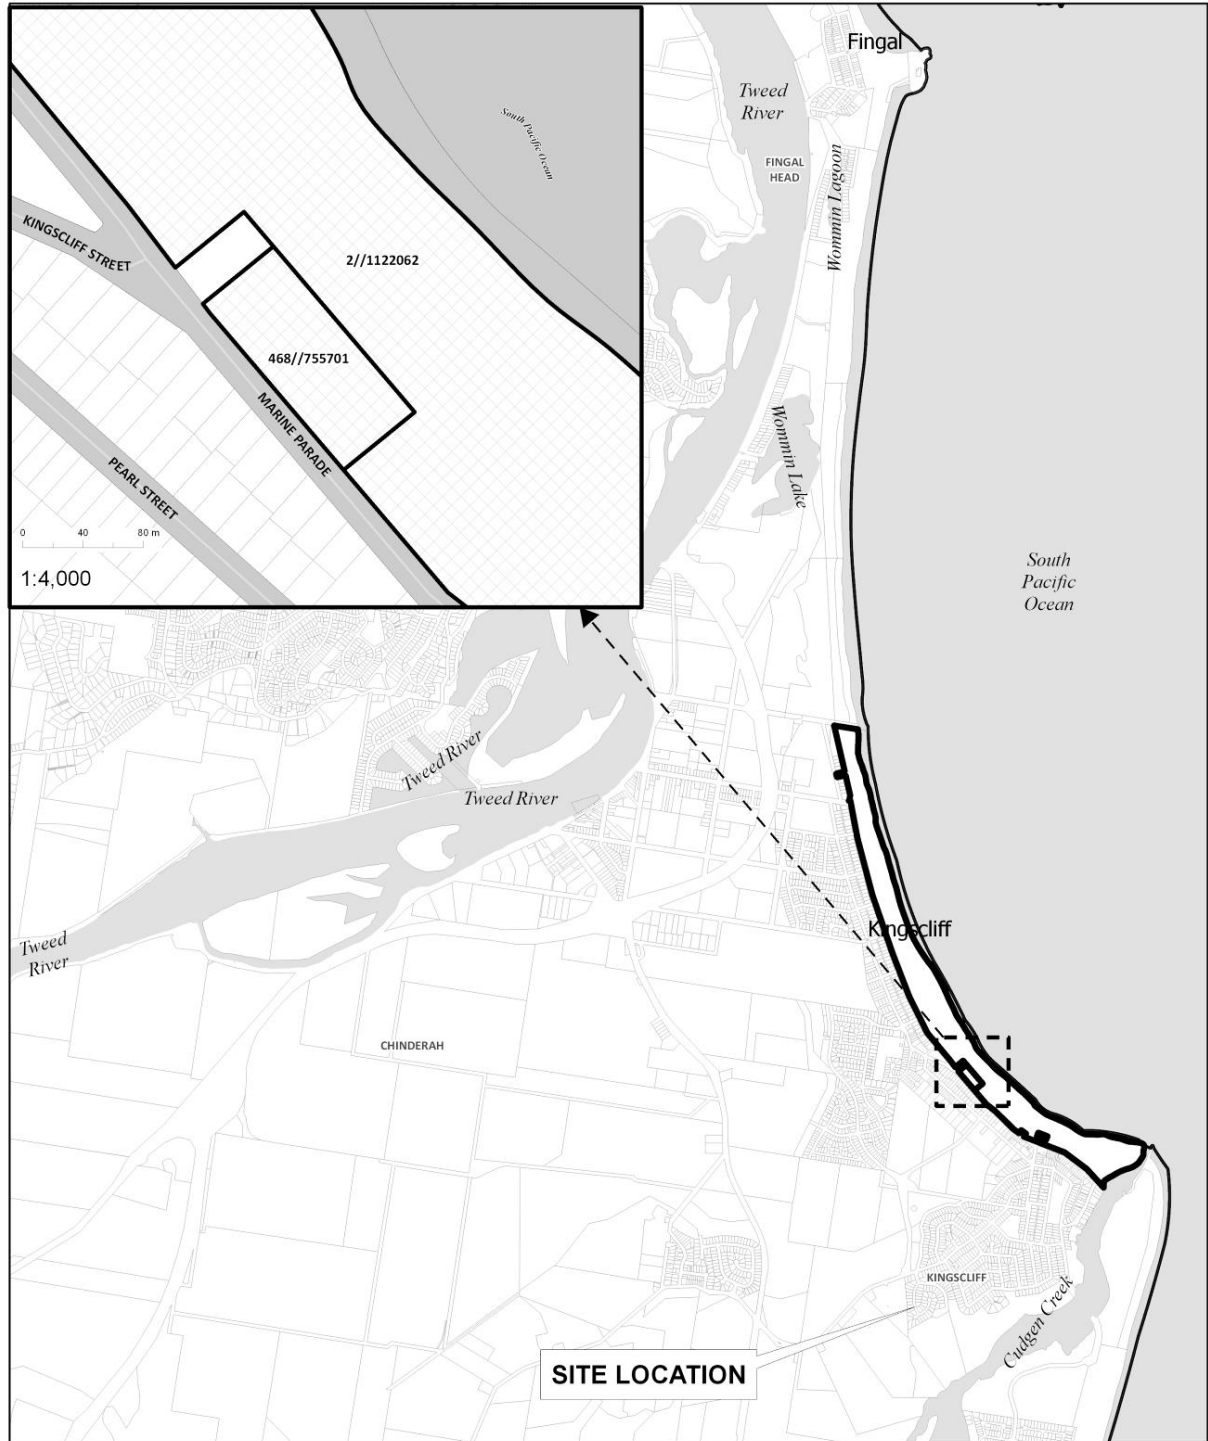 Fingal
Tweed
River
FINGAL
HEAD
Wommin Lagoon
South Pacific Ocean
KINGSCLIFF STREET
2//1122062
468//755701
MARINE PARADE
PEARL STREET
0 40 80 m
1:4,000
Wommin Lake
South
Pacific
Ocean
Tweed River
Tweed River
Kingscliff
Tweed
River
CHINDERAH
KINGSCLIFF
Cudgen Creek
SITE LOCATION